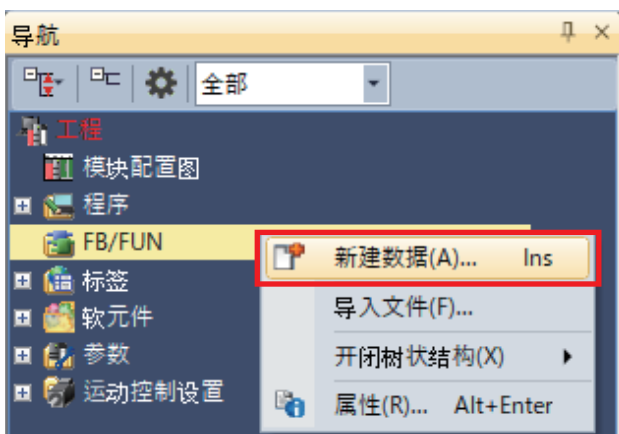 导航
全部
工程
模块配置图
程序
FB/FUN
新建数据(A)... Ins
标签
导入文件(F)...
软元件
参数
开闭树状结构(X)
运动控制设置
属性(R)... Alt+Enter